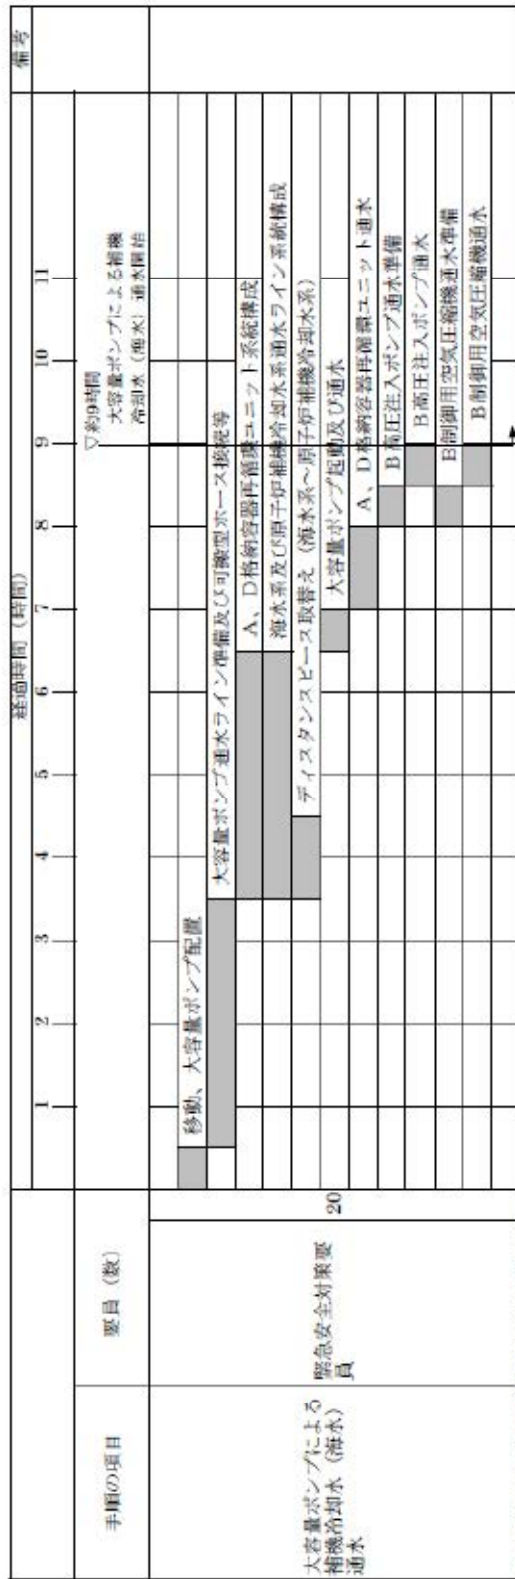 手順の項目
要員（数）
経過時間（時間）
備考
1 2 3 4 5 6 7 8 9 10 11
▽約9時間
大容量ポンプによる補機
冷却水（海水）通水開始
大容量ポンプによる
補機冷却水（海水）
通水
緊急安全対策要
員
20
移動、大容量ポンプ配置
大容量ポンプ通水ライン準備及び可搬型ホース接続等
A、D格納容器再循環ユニット系統構成
海水系及び原子炉補機冷却水系通水ライン系統構成
ディスタンスピース取替え（海水系～原子炉補機冷却水系）
大容量ポンプ起動及び通水
A、D格納容器再循環ユニット通水
B高圧注入ポンプ通水準備
B高圧注入ポンプ通水
B制御用空気圧縮機通水準備
B制御用空気圧縮機通水